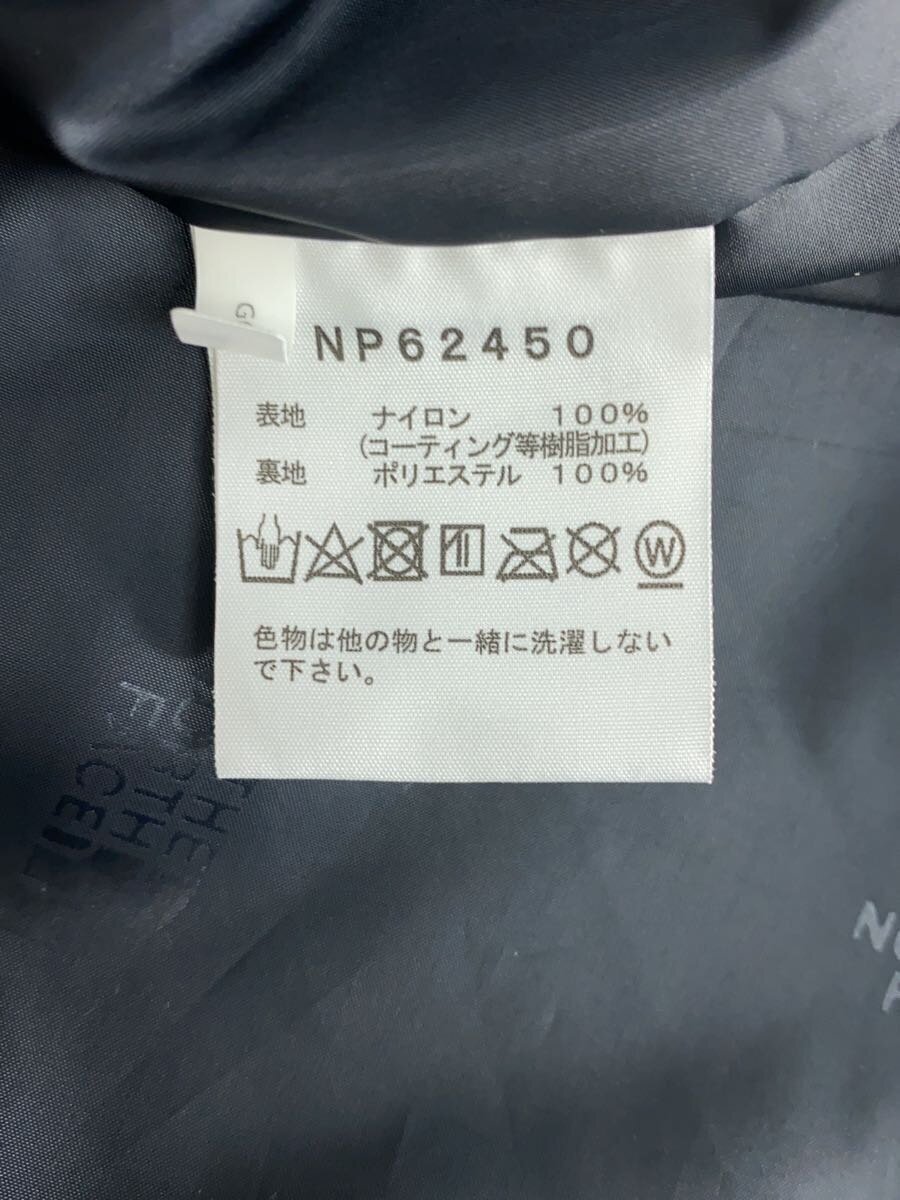 NP62450
表地 ナイロン 100%
(コーティング等樹脂加工)
裏地 ポリエステル 100%
W
色物は他の物と一緒に洗濯しない
で下さい。
THE